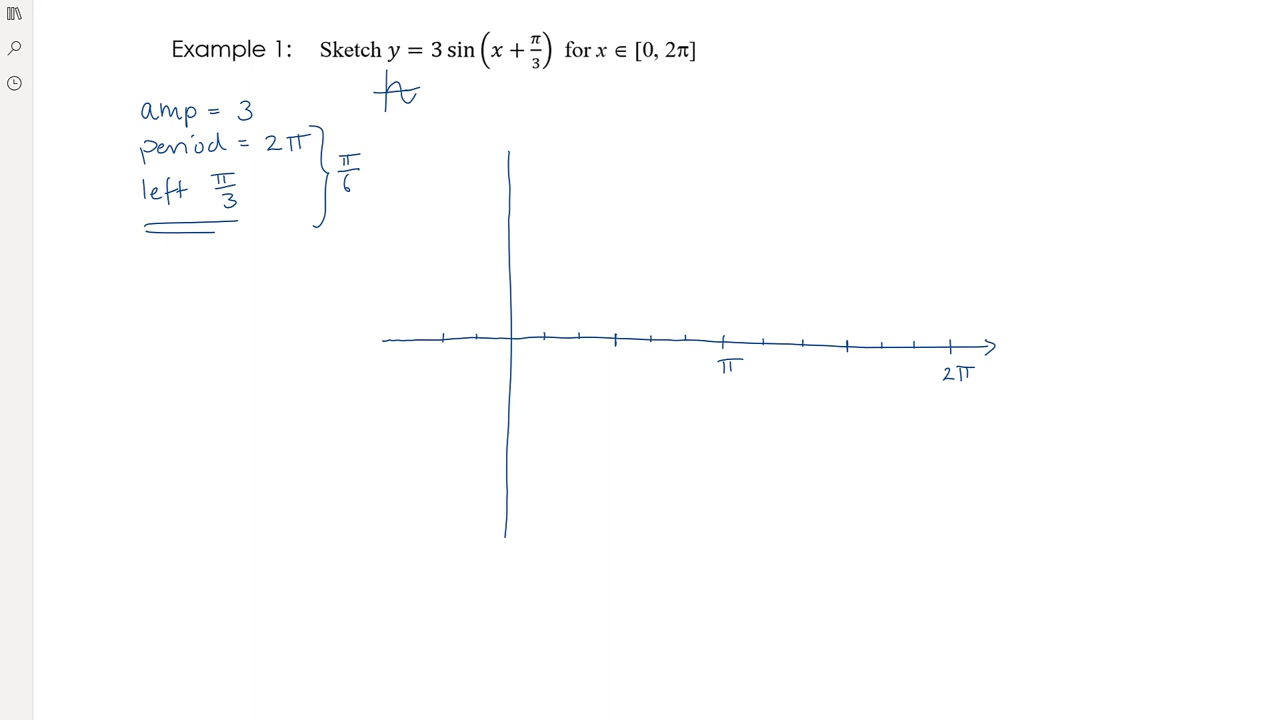 Example 1: Sketch y = 3 sin(x + π/3) for x ∈ [0, 2π]
amp = 3
period = 2π
left π/3
π/6
π
2π